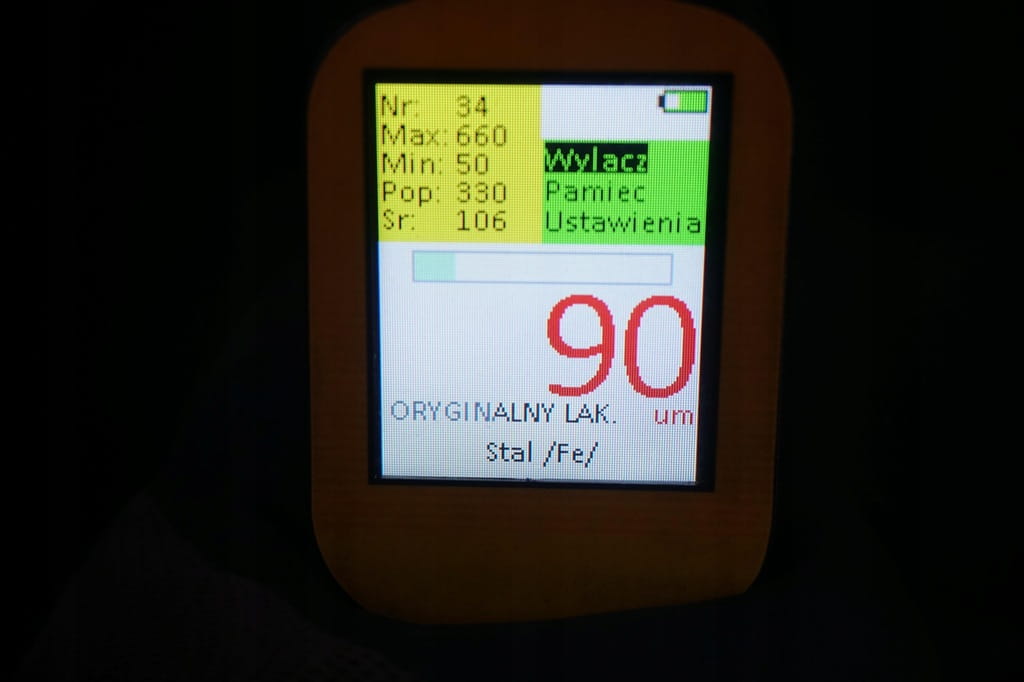 Nr: 34
Max: 660
Min: 50
Pop: 330
Sr: 106
Wylacz
Pamiec
Ustawienia
90
ORYGINALNY LAK. um
Stal /Fe/